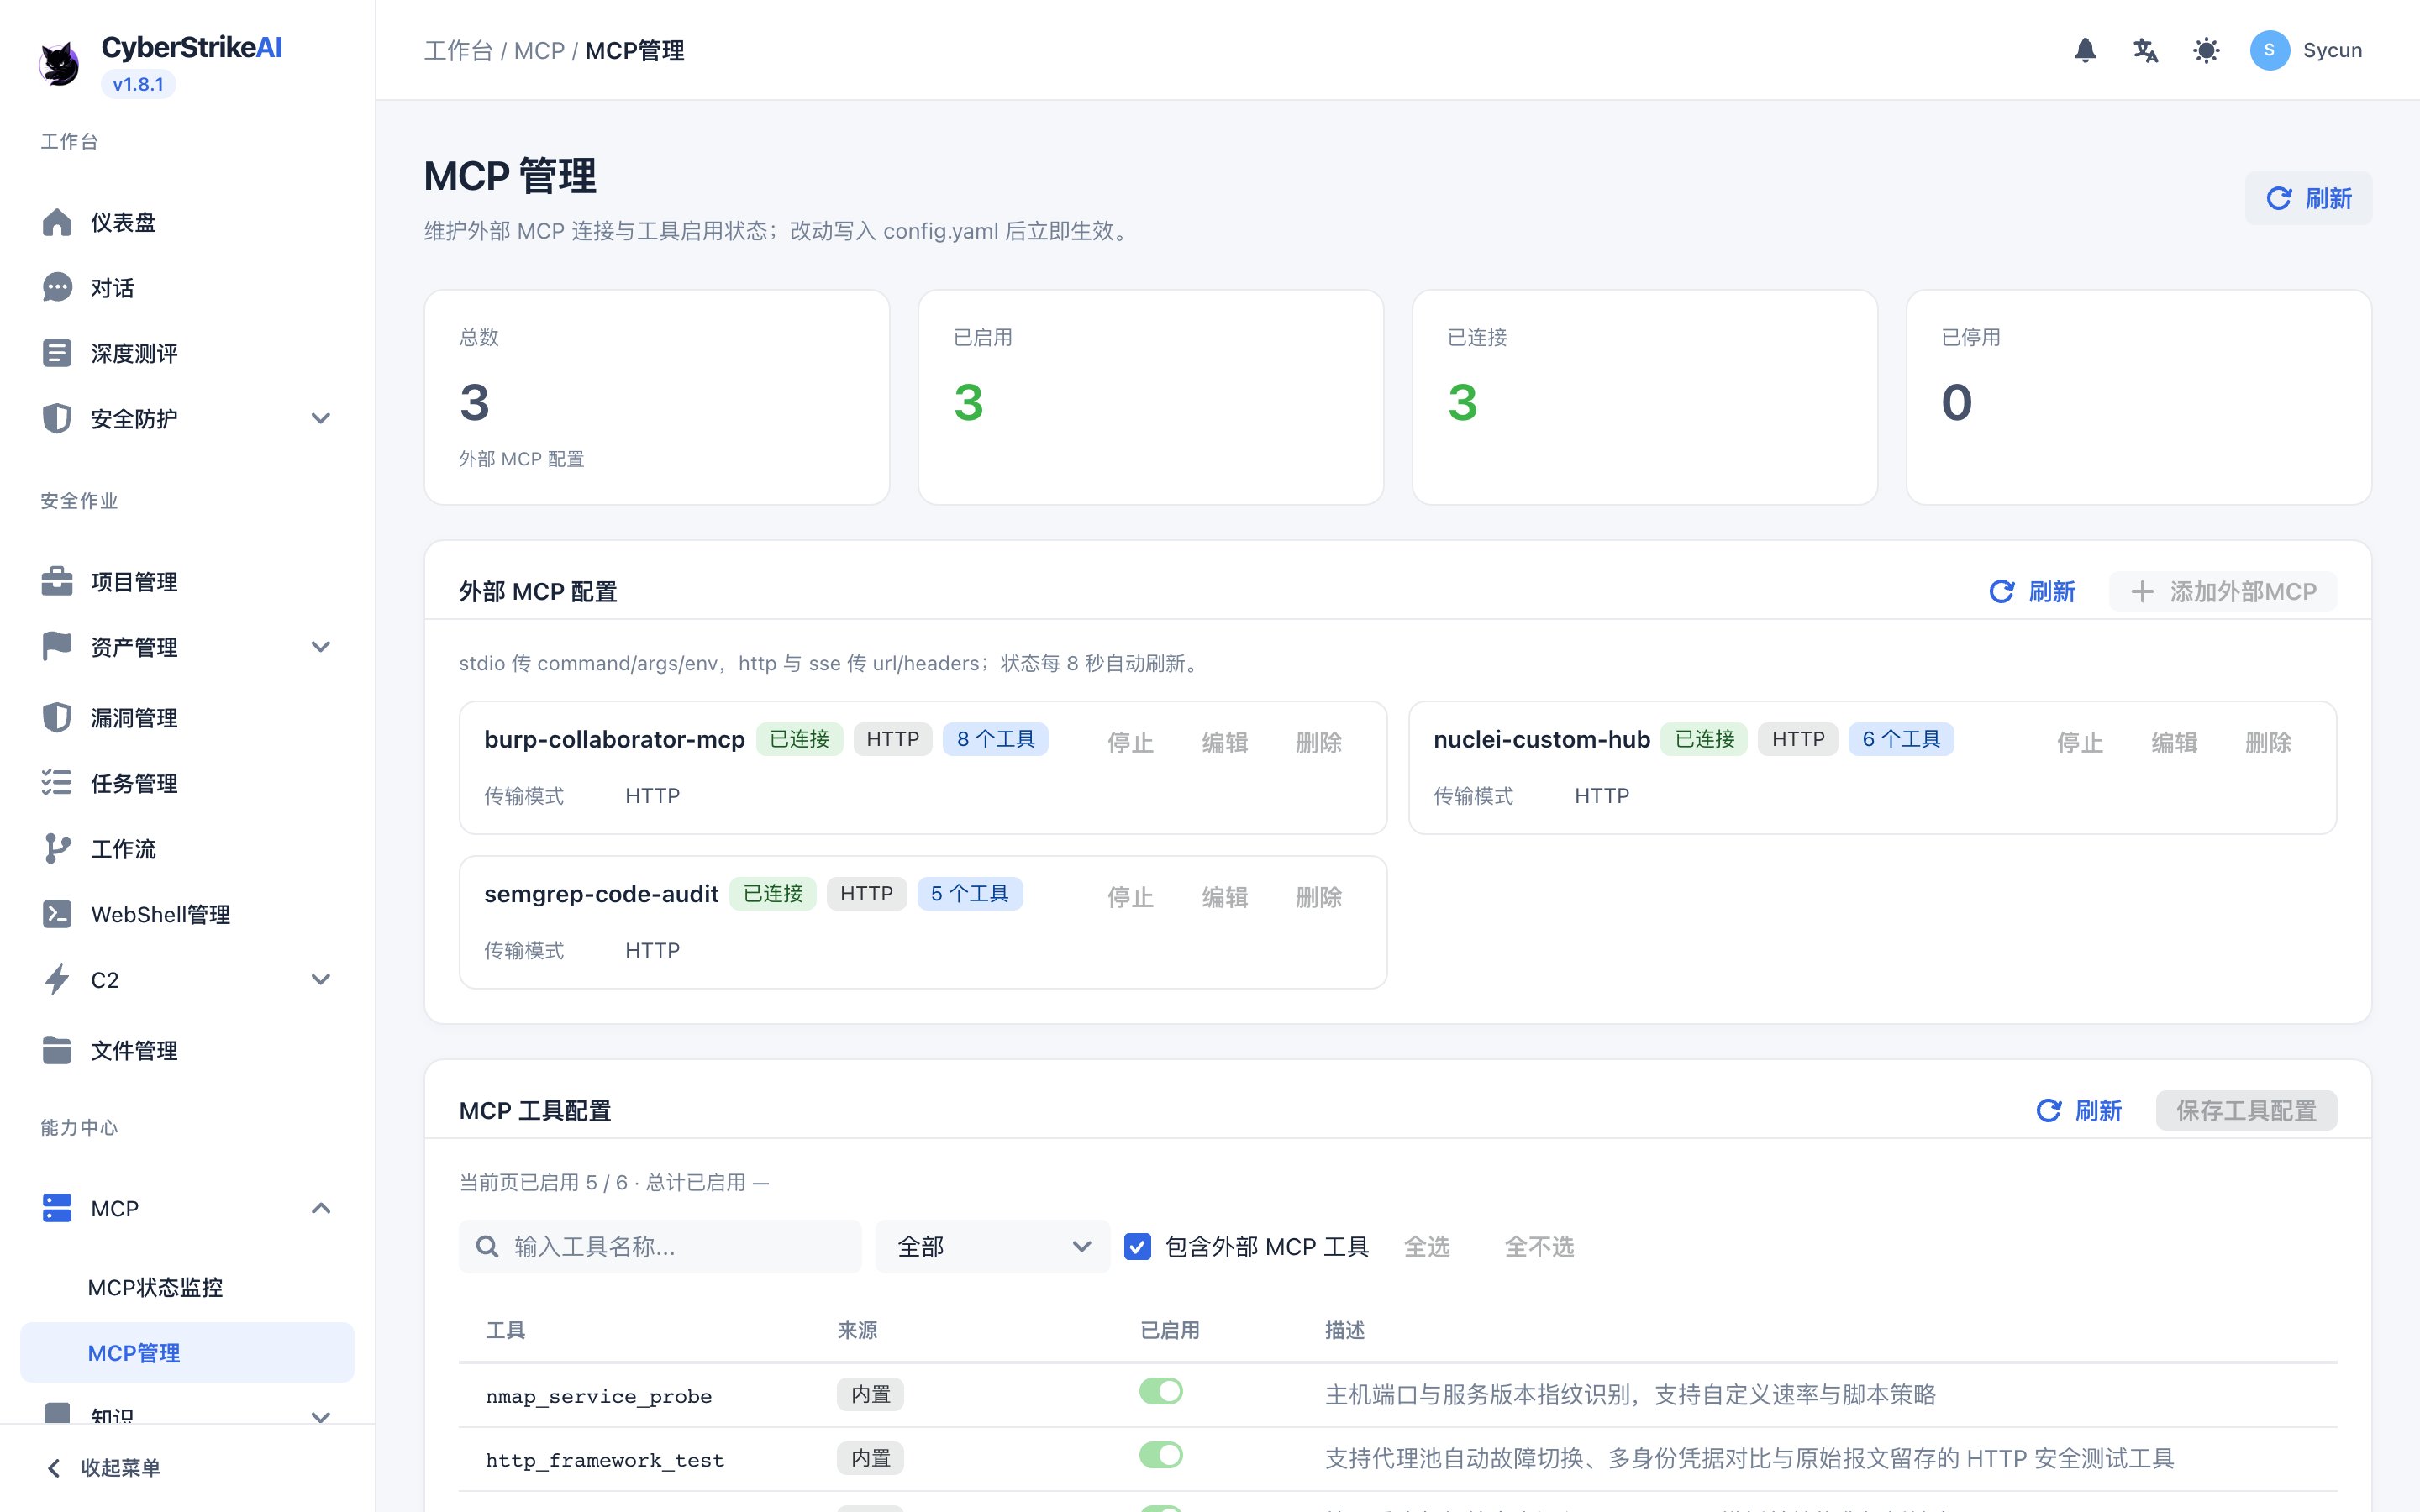 CyberStrikeAI
v1.8.1
工作台
仪表盘
对话
深度测评
安全防护
安全作业
项目管理
资产管理
漏洞管理
任务管理
工作流
WebShell管理
C2
文件管理
能力中心
MCP
MCP状态监控
MCP管理
知识
收起菜单
工作台 / MCP / MCP管理
S Sycun
MCP 管理
维护外部 MCP 连接与工具启用状态；改动写入 config.yaml 后立即生效。
刷新
总数
3
外部 MCP 配置
已启用
3
已连接
3
已停用
0
外部 MCP 配置
刷新
添加外部MCP
stdio 传 command/args/env，http 与 sse 传 url/headers；状态每 8 秒自动刷新。
burp-collaborator-mcp 已连接 HTTP 8 个工具 停止 编辑 删除
传输模式 HTTP
nuclei-custom-hub 已连接 HTTP 6 个工具 停止 编辑 删除
传输模式 HTTP
semgrep-code-audit 已连接 HTTP 5 个工具 停止 编辑 删除
传输模式 HTTP
MCP 工具配置
刷新
保存工具配置
当前页已启用 5 / 6 · 总计已启用 —
输入工具名称... 全部 包含外部 MCP 工具 全选 全不选
工具 来源 已启用 描述
nmap_service_probe 内置 主机端口与服务版本指纹识别，支持自定义速率与脚本策略
http_framework_test 内置 支持代理池自动故障切换、多身份凭据对比与原始报文留存的 HTTP 安全测试工具